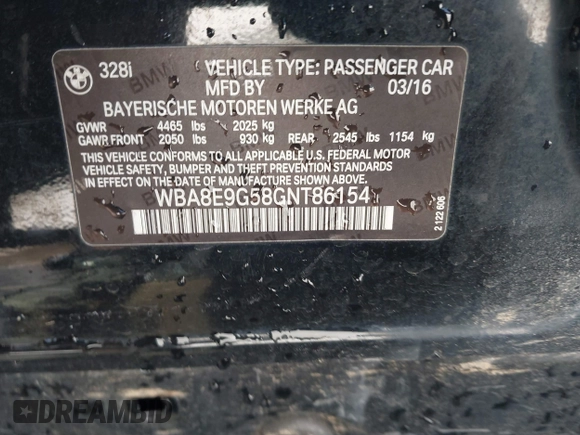 BMW 328i VEHICLE TYPE: PASSENGER CAR
MFD BY 03/16
BAYERISCHE MOTOREN WERKE AG
GVWR 4465 lbs 2025 kg
GAWR FRONT 2050 lbs 930 kg REAR 2545 lbs 1154 kg
THIS VEHICLE CONFORMS TO ALL APPLICABLE U.S. FEDERAL MOTOR
VEHICLE SAFETY, BUMPER AND THEFT PREVENTION STANDARDS
IN EFFECT ON THE DATE OF MANUFACTURE SHOWN ABOVE.
WBA8E9G58GNT86154
2 122 606
DREAMBID